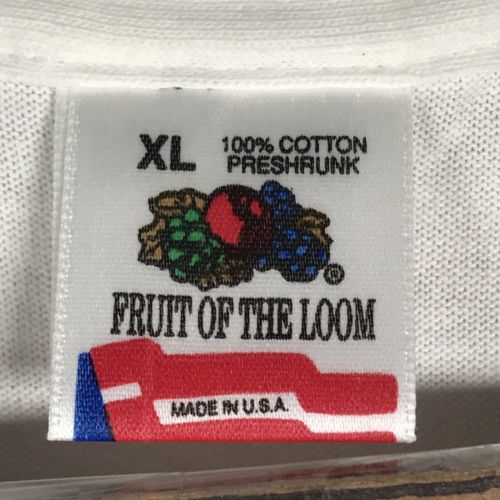 XL
100% COTTON
PRESHRUNK
®
FRUIT OF THE LOOM
MADE IN U.S.A.